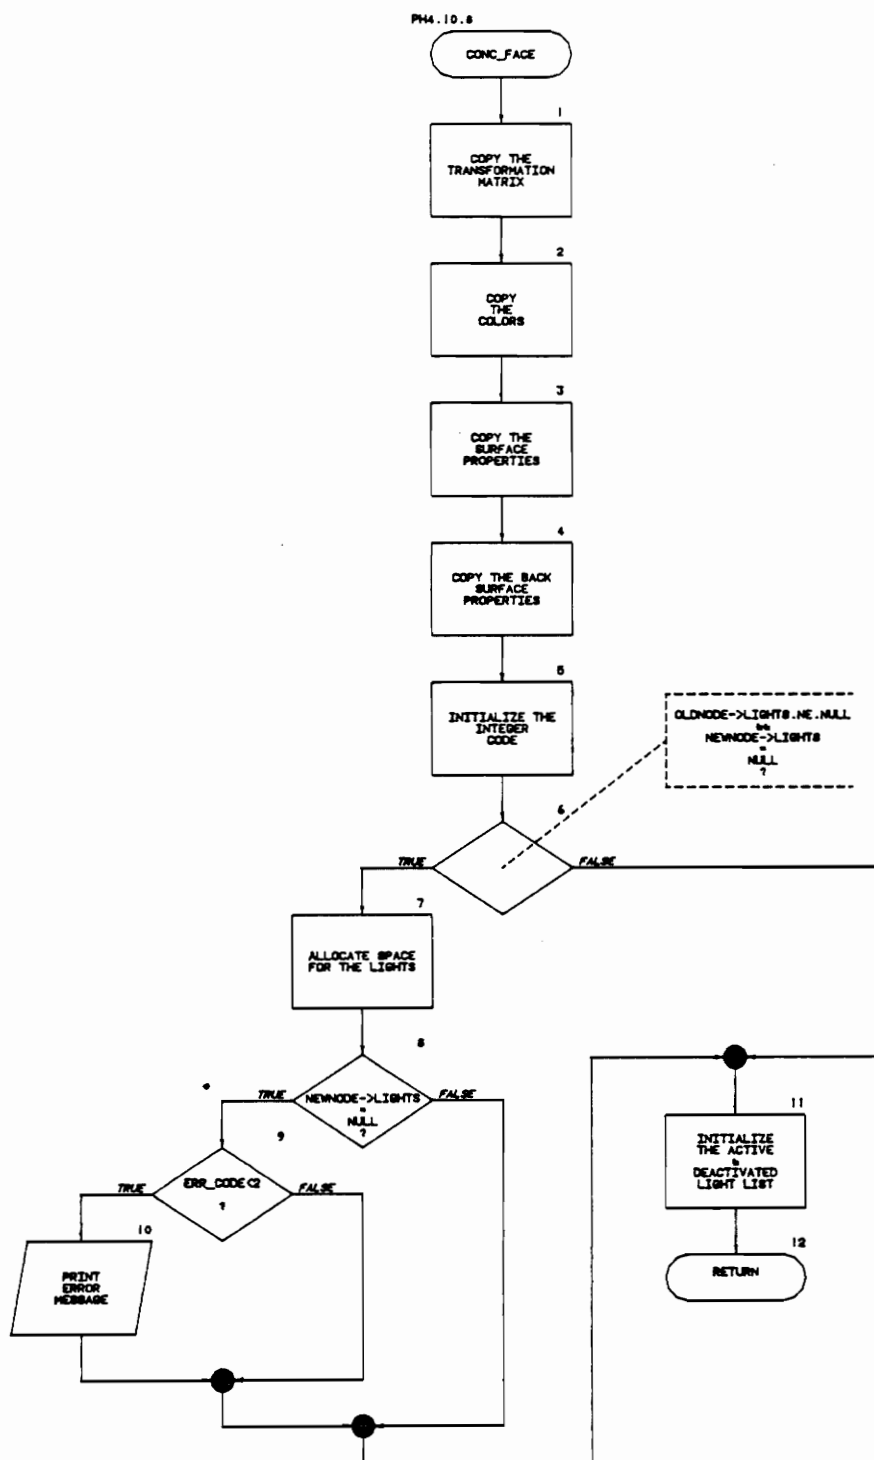 PH4.10.8
CONC_FACE
1
COPY THE
TRANSFORMATION
MATRIX
2
COPY
THE
COLORS
3
COPY THE
SURFACE
PROPERTIES
4
COPY THE BACK
SURFACE
PROPERTIES
5
INITIALIZE THE
INTEGER
CODE
OLDNODE->LIGHTS.NE.NULL
&&
NEWNODE->LIGHTS
=
NULL
?
6
TRUE
FALSE
7
ALLOCATE SPACE
FOR THE LIGHTS
8
TRUE
NEWNODE->LIGHTS
=
NULL
?
FALSE
9
TRUE
ERR_CODE<2
?
FALSE
10
PRINT
ERROR
MESSAGE
11
INITIALIZE
THE ACTIVE
&
DEACTIVATED
LIGHT LIST
12
RETURN